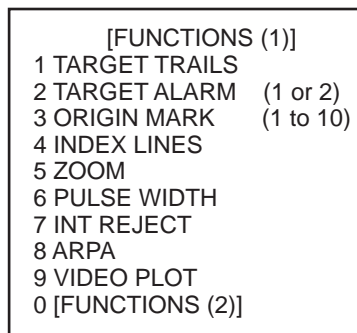 [FUNCTIONS (1)]
1 TARGET TRAILS
2 TARGET ALARM (1 or 2)
3 ORIGIN MARK (1 to 10)
4 INDEX LINES
5 ZOOM
6 PULSE WIDTH
7 INT REJECT
8 ARPA
9 VIDEO PLOT
0 [FUNCTIONS (2)]